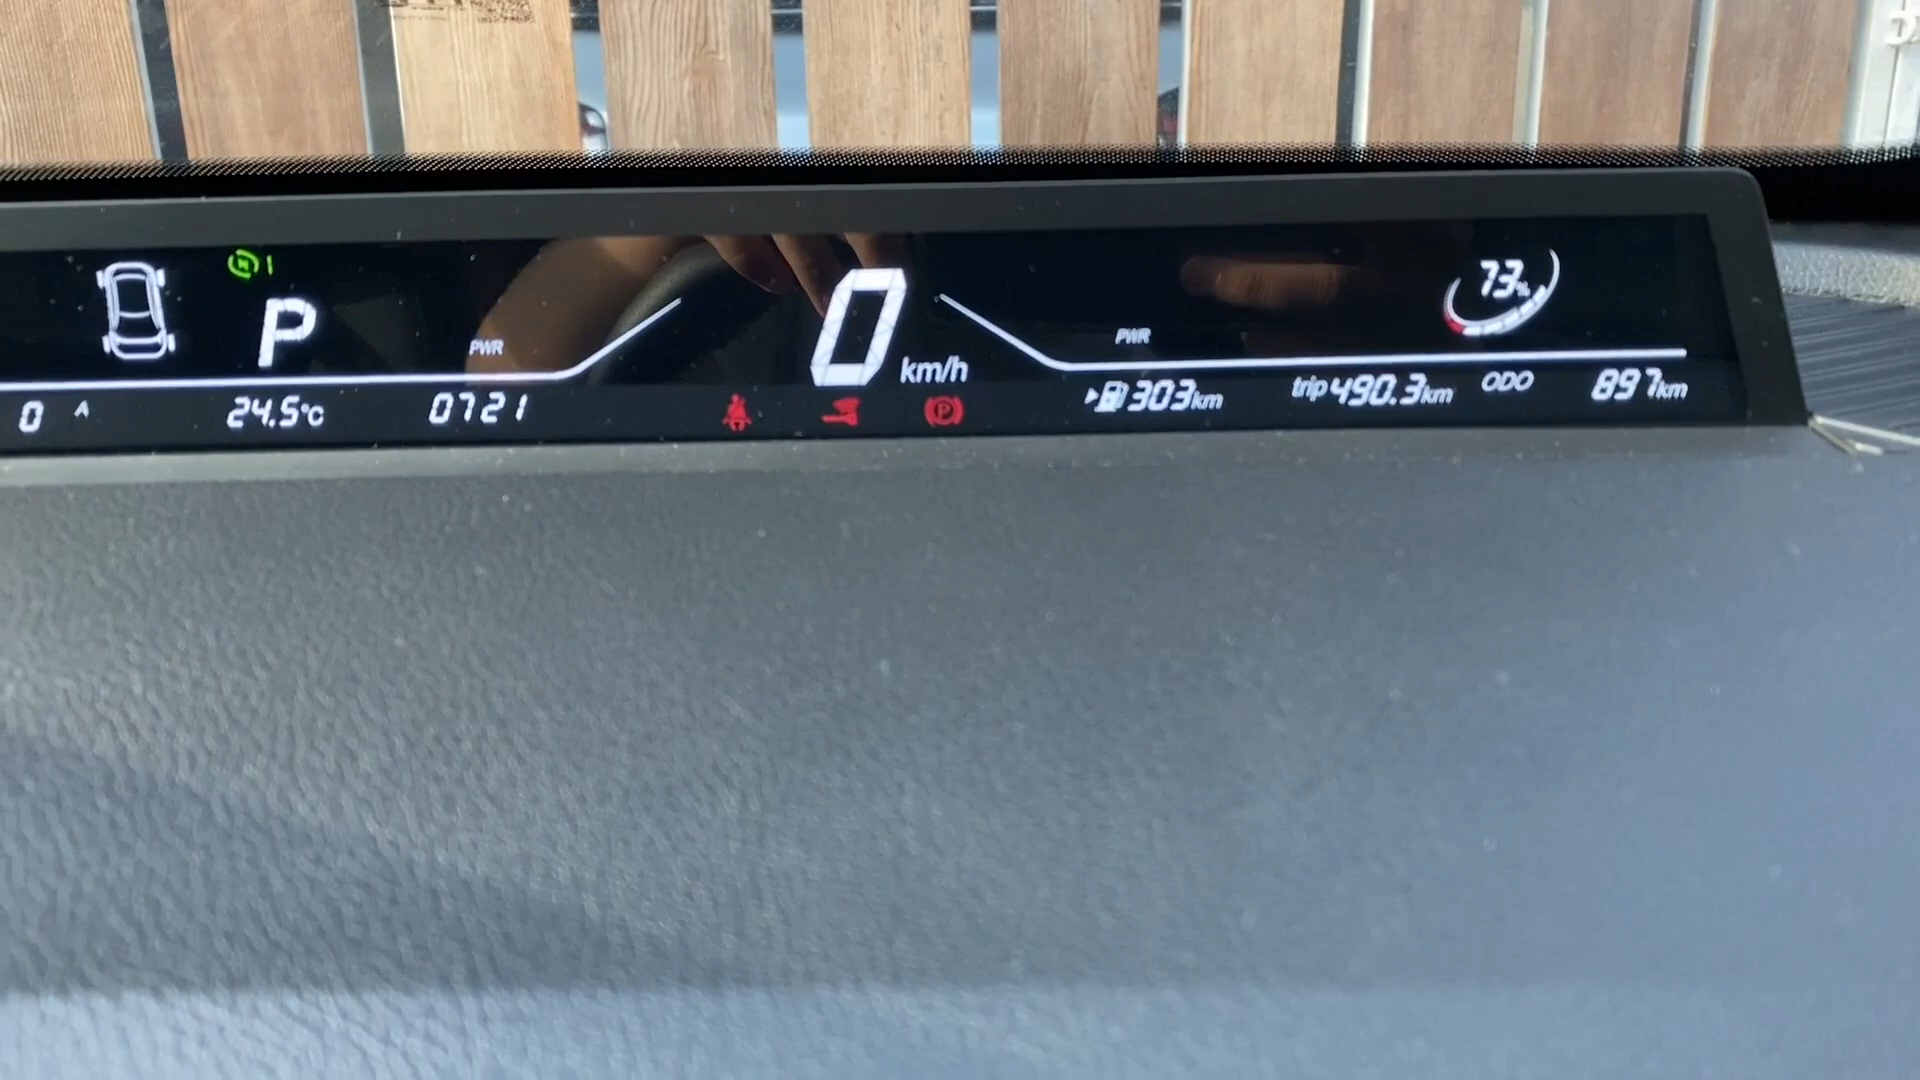 P
PWR
0 km/h
PWR
73%
0 A
24.5°C
0721
P
303km
trip 490.3km
ODO 897km